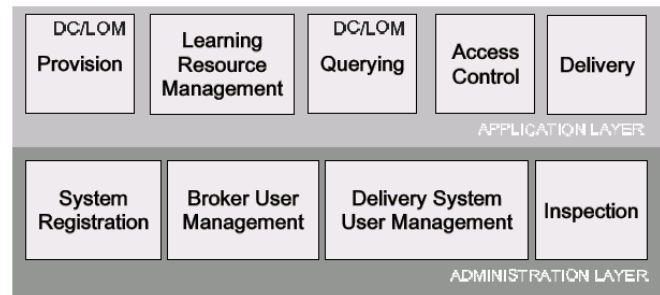 DC/LOM
Provision
Learning
Resource
Management
DC/LOM
Querying
Access
Control
Delivery
APPLICATION LAYER
System
Registration
Broker User
Management
Delivery System
User Management
Inspection
ADMINISTRATION LAYER